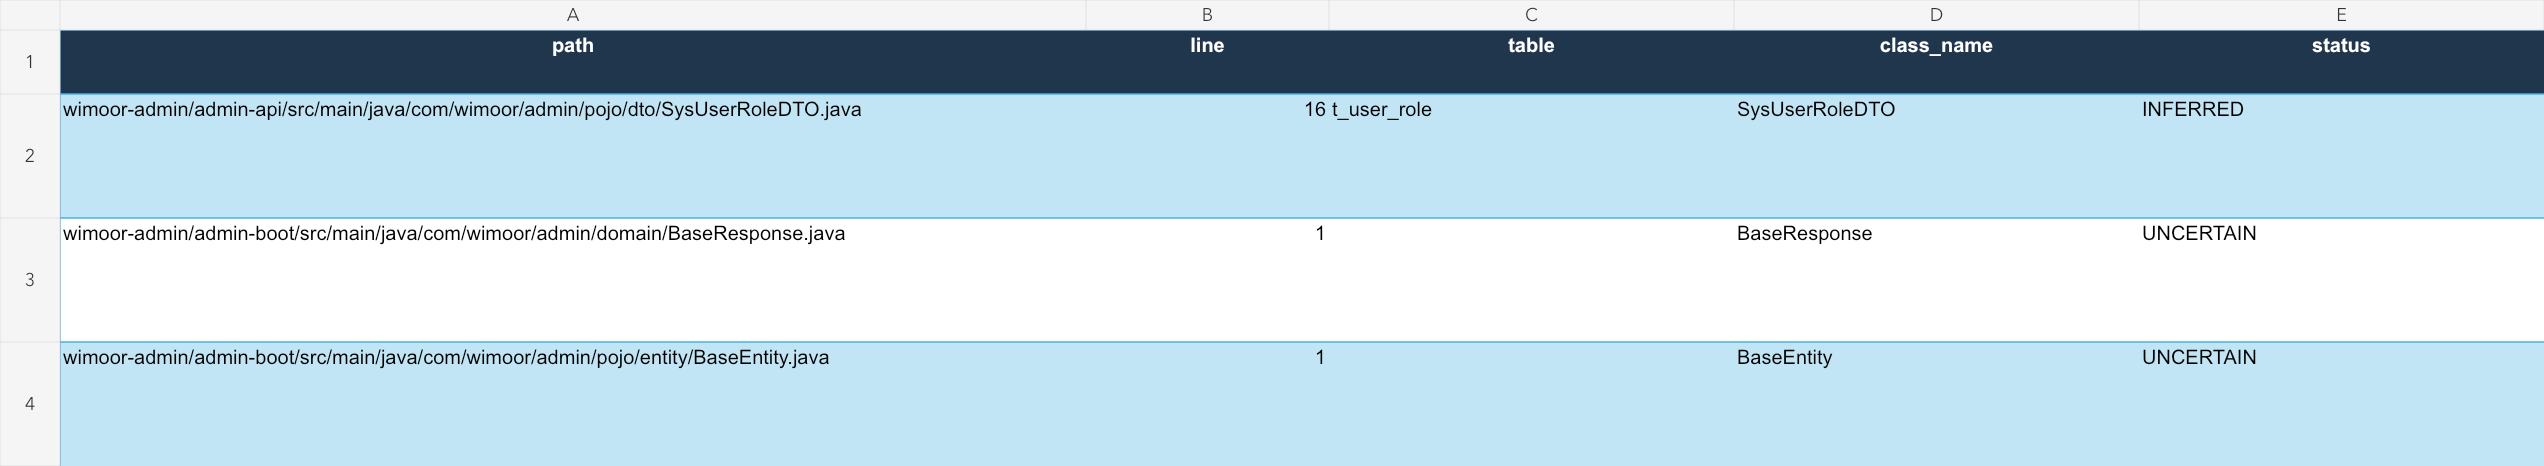 A B C D E
1 path line table class_name status
2 wimoor-admin/admin-api/src/main/java/com/wimoor/admin/pojo/dto/SysUserRoleDTO.java 16 t_user_role SysUserRoleDTO INFERRED
3 wimoor-admin/admin-boot/src/main/java/com/wimoor/admin/domain/BaseResponse.java 1 BaseResponse UNCERTAIN
4 wimoor-admin/admin-boot/src/main/java/com/wimoor/admin/pojo/entity/BaseEntity.java 1 BaseEntity UNCERTAIN